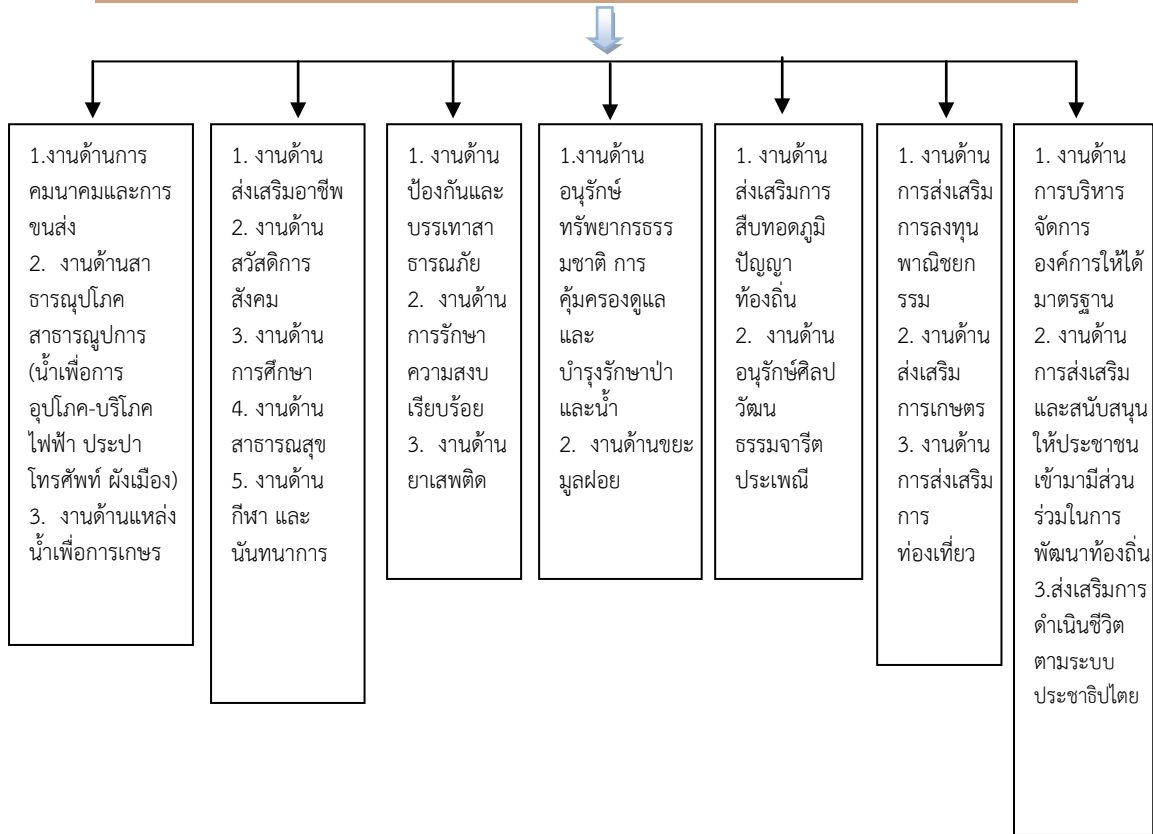 1.งานด้านการ
คมนาคมและการ
ขนส่ง
2. งานด้านสา
ธารณุปโภค
สาธารณูปการ
(น้ำเพื่อการ
อุปโภค-บริโภค
ไฟฟ้า ประปา
โทรศัพท์ ผังเมือง)
3. งานด้านแหล่ง
น้ำเพื่อการเกษร
1. งานด้าน
ส่งเสริมอาชีพ
2. งานด้าน
สวัสดิการ
สังคม
3. งานด้าน
การศึกษา
4. งานด้าน
สาธารณสุข
5. งานด้าน
กีฬา และ
นันทนาการ
1. งานด้าน
ป้องกันและ
บรรเทาสา
ธารณภัย
2. งานด้าน
การรักษา
ความสงบ
เรียบร้อย
3. งานด้าน
ยาเสพติด
1.งานด้าน
อนุรักษ์
ทรัพยากรธรร
มชาติ การ
คุ้มครองดูแล
และ
บำรุงรักษาป่า
และน้ำ
2. งานด้านขยะ
มูลฝอย
1. งานด้าน
ส่งเสริมการ
สืบทอดภูมิ
ปัญญา
ท้องถิ่น
2. งานด้าน
อนุรักษ์ศิลป
วัฒน
ธรรมจารีต
ประเพณี
1. งานด้าน
การส่งเสริม
การลงทุน
พาณิชยก
รรม
2. งานด้าน
ส่งเสริม
การเกษตร
3. งานด้าน
การส่งเสริม
การ
ท่องเที่ยว
1. งานด้าน
การบริหาร
จัดการ
องค์การให้ได้
มาตรฐาน
2. งานด้าน
การส่งเสริม
และสนับสนุน
ให้ประชาชน
เข้ามามีส่วน
ร่วมในการ
พัฒนาท้องถิ่น
3.ส่งเสริมการ
ดำเนินชีวิต
ตามระบบ
ประชาธิปไตย